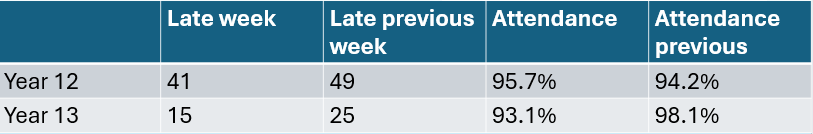 Late week Late previous week Attendance Attendance previous
Year 12 41 49 95.7% 94.2%
Year 13 15 25 93.1% 98.1%